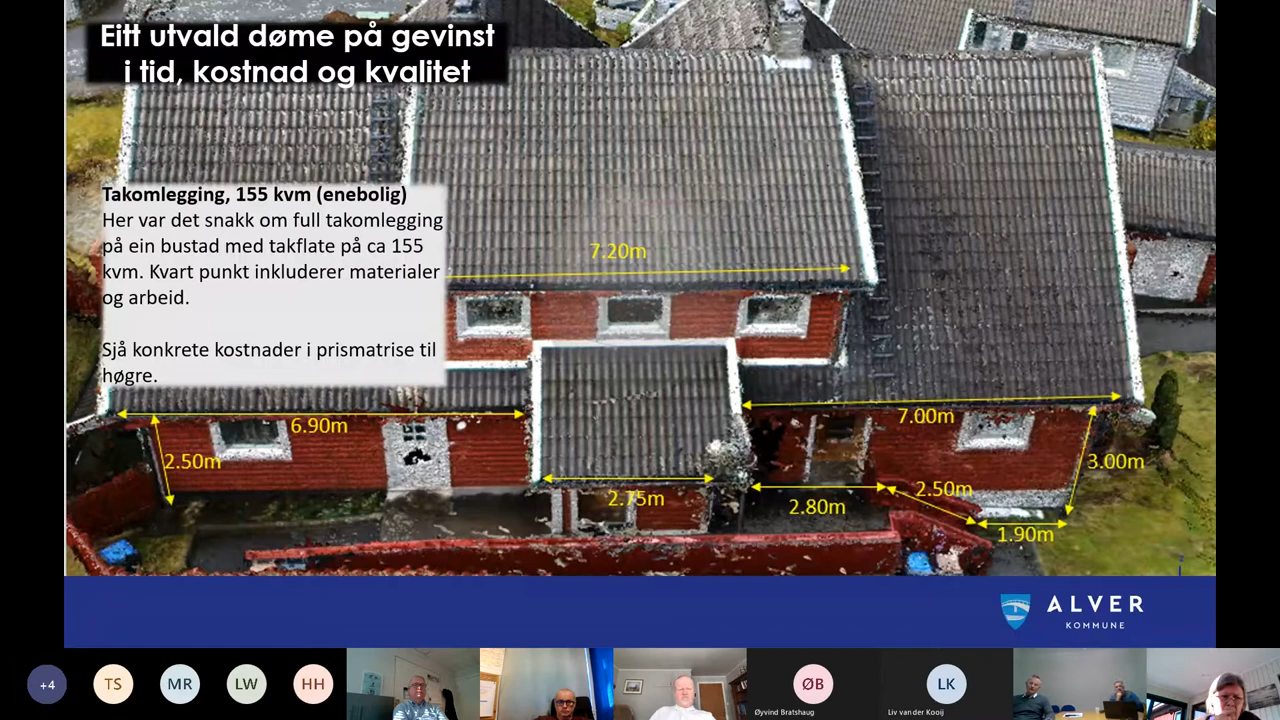 Eitt utvald døme på gevinst
i tid, kostnad og kvalitet
Takomlegging, 155 kvm (enebolig)
Her var det snakk om full takomlegging
på ein bustad med takflate på ca 155
kvm. Kvart punkt inkluderer materialer
og arbeid.
Sjå konkrete kostnader i prismatrise til
høgre.
7.20m
6.90m
7.00m
2.50m
3.00m
2.75m
2.80m
2.50m
1.90m
ALVER
KOMMUNE
+4
TS
MR
LW
HH
ØB
LK
Øyvind Bratshaug
Liv van der Kooij